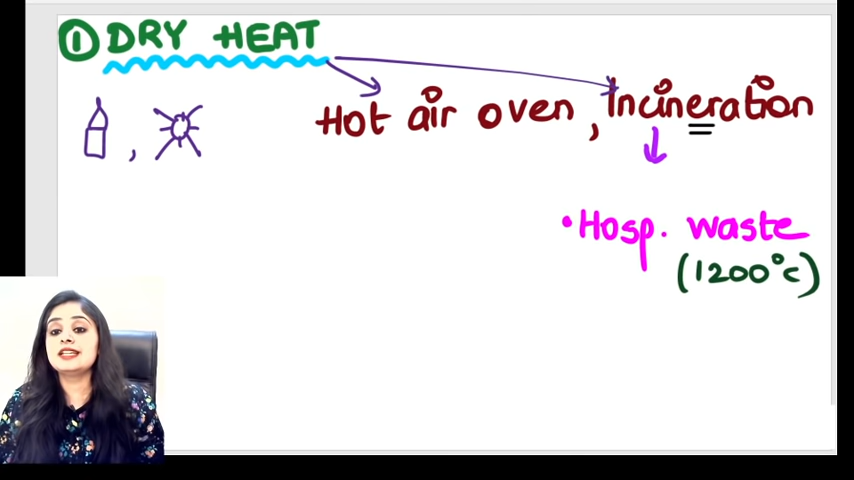 ① DRY HEAT
Hot air oven, Incineration
• Hosp. waste
(1200°c)